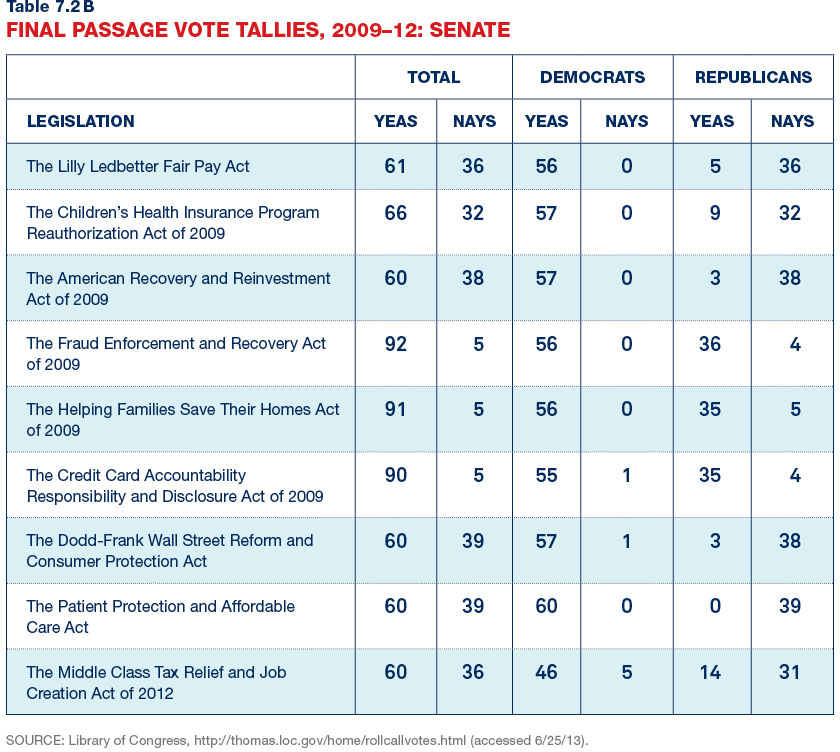 Table 7.2 B
FINAL PASSAGE VOTE TALLIES, 2009–12: SENATE
TOTAL DEMOCRATS REPUBLICANS
LEGISLATION YEAS NAYS YEAS NAYS YEAS NAYS
The Lilly Ledbetter Fair Pay Act 61 36 56 0 5 36
The Children’s Health Insurance Program 66 32 57 0 9 32
Reauthorization Act of 2009
The American Recovery and Reinvestment 60 38 57 0 3 38
Act of 2009
The Fraud Enforcement and Recovery Act 92 5 56 0 36 4
of 2009
The Helping Families Save Their Homes Act 91 5 56 0 35 5
of 2009
The Credit Card Accountability 90 5 55 1 35 4
Responsibility and Disclosure Act of 2009
The Dodd-Frank Wall Street Reform and 60 39 57 1 3 38
Consumer Protection Act
The Patient Protection and Affordable 60 39 60 0 0 39
Care Act
The Middle Class Tax Relief and Job 60 36 46 5 14 31
Creation Act of 2012
SOURCE: Library of Congress, http://thomas.loc.gov/home/rollcallvotes.html (accessed 6/25/13).